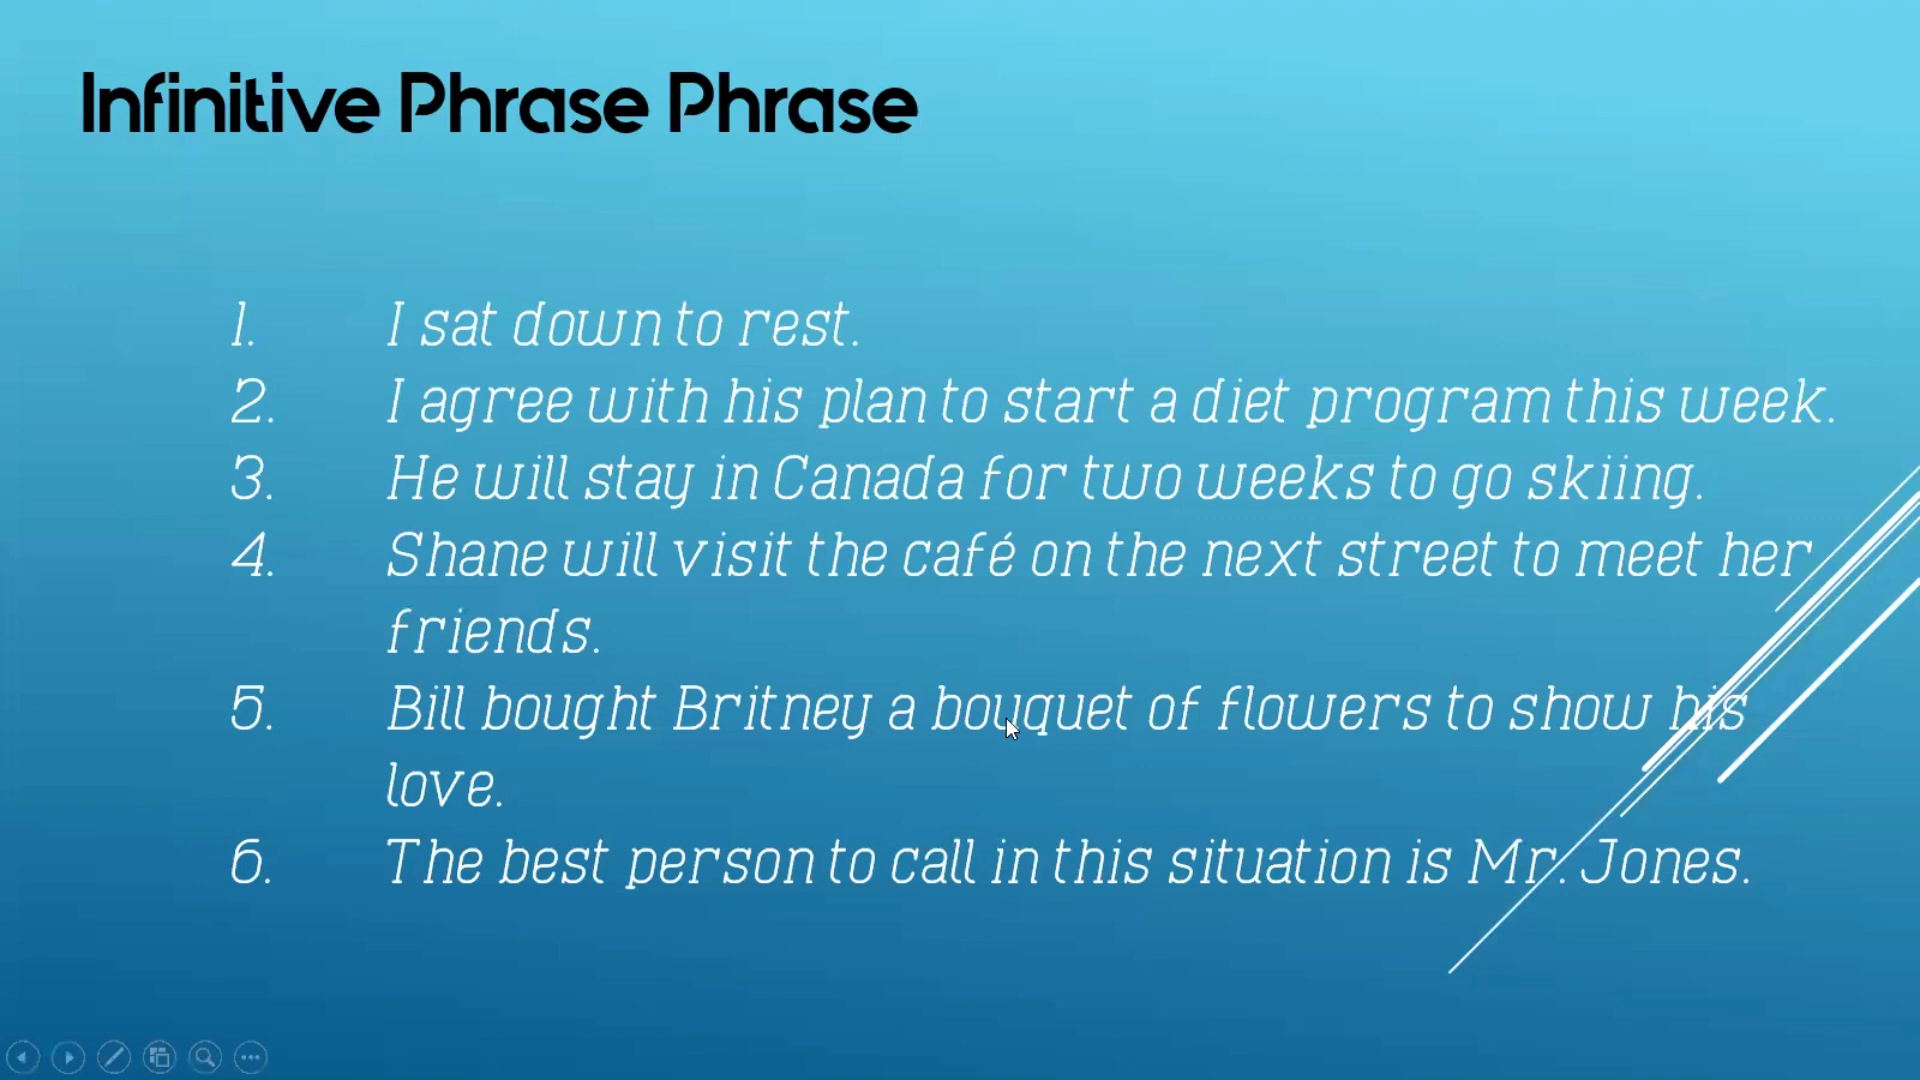 Infinitive Phrase Phrase
1. I sat down to rest.
2. I agree with his plan to start a diet program this week.
3. He will stay in Canada for two weeks to go skiing.
4. Shane will visit the café on the next street to meet her
friends.
5. Bill bought Britney a bouquet of flowers to show his
love.
6. The best person to call in this situation is Mr. Jones.